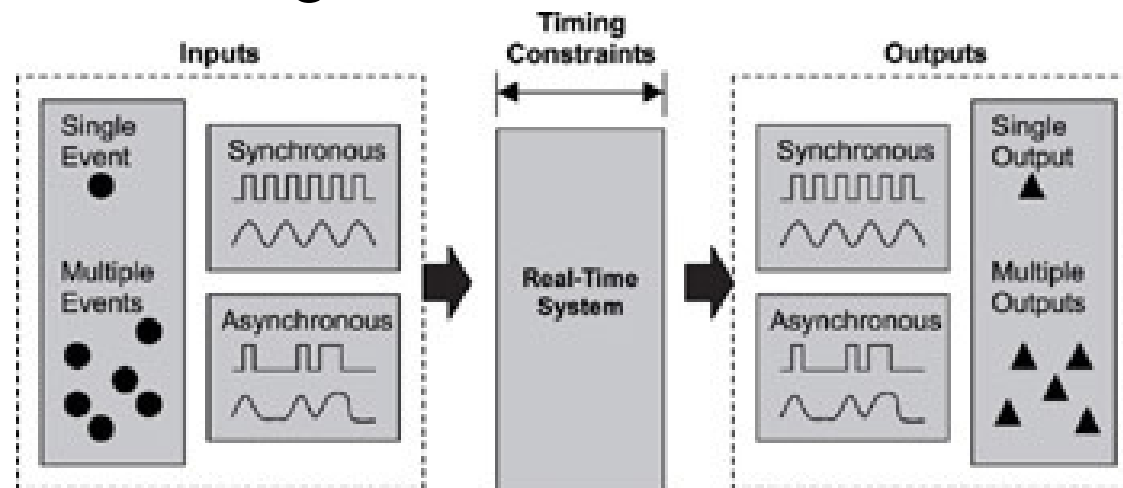 Inputs
Timing
Constraints
Outputs
Single
Event
Multiple
Events
Synchronous
Asynchronous
Real-Time
System
Synchronous
Asynchronous
Single
Output
Multiple
Outputs